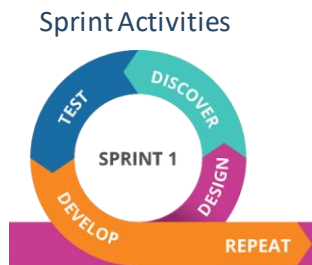 Sprint Activities
DISCOVER
TEST
SPRINT 1
DESIGN
DEVELOP
REPEAT